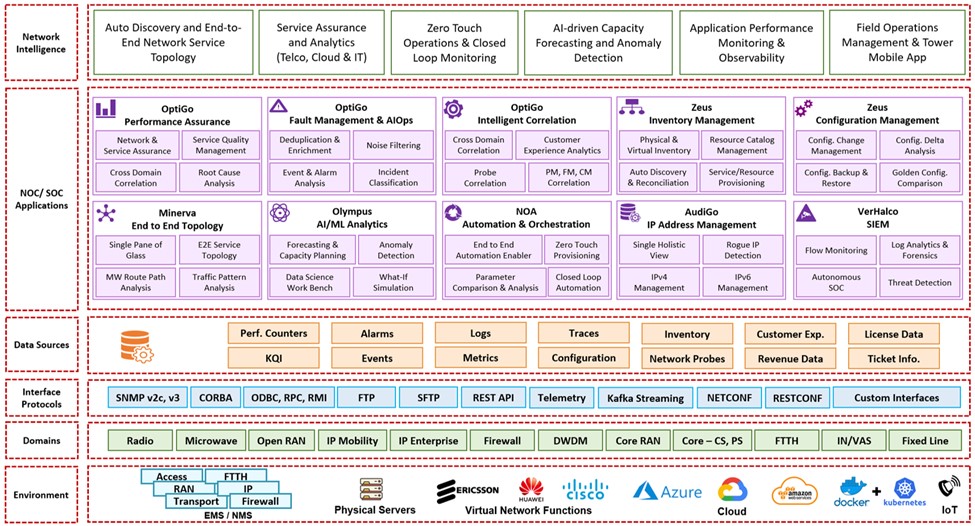 Network
Intelligence
Auto Discovery and End-to-
End Network Service
Topology
Service Assurance
and Analytics
(Telco, Cloud & IT)
Zero Touch
Operations & Closed
Loop Monitoring
AI-driven Capacity
Forecasting and Anomaly
Detection
Application Performance
Monitoring &
Observability
Field Operations
Management & Tower
Mobile App
NOC/ SOC
Applications
OptiGo
Performance Assurance
Network &
Service Assurance
Service Quality
Management
Cross Domain
Correlation
Root Cause
Analysis
OptiGo
Fault Management & AIOps
Deduplication &
Enrichment
Noise Filtering
Event & Alarm
Analysis
Incident
Classification
OptiGo
Intelligent Correlation
Cross Domain
Correlation
Customer
Experience Analytics
Probe
Correlation
PM, FM, CM
Correlation
Zeus
Inventory Management
Physical &
Virtual Inventory
Resource Catalog
Management
Auto Discovery
& Reconciliation
Service/Resource
Provisioning
Zeus
Configuration Management
Config. Change
Management
Config. Delta
Analysis
Config. Backup &
Restore
Golden Config.
Comparison
Minerva
End to End Topology
Single Pane of
Glass
E2E Service
Topology
MW Route Path
Analysis
Traffic Pattern
Analysis
Olympus
AI/ML Analytics
Forecasting &
Capacity Planning
Anomaly
Detection
Data Science
Work Bench
What-If
Simulation
NOA
Automation & Orchestration
End to End
Automation Enabler
Zero Touch
Provisioning
Parameter
Comparison & Analysis
Closed Loop
Automation
AudiGo
IP Address Management
Single Holistic
View
Rogue IP
Detection
IPv4
Management
IPv6
Management
VerHalco
SIEM
Flow Monitoring
Log Analytics &
Forensics
Autonomous
SOC
Threat Detection
Data Sources
Perf. Counters
Alarms
Logs
Traces
Inventory
Customer Exp.
License Data
KQI
Events
Metrics
Configuration
Network Probes
Revenue Data
Ticket Info.
Interface
Protocols
SNMP v2c, v3
CORBA
ODBC, RPC, RMI
FTP
SFTP
REST API
Telemetry
Kafka Streaming
NETCONF
RESTCONF
Custom Interfaces
Domains
Radio
Microwave
Open RAN
IP Mobility
IP Enterprise
Firewall
DWDM
Core RAN
Core – CS, PS
FTTH
IN/VAS
Fixed Line
Environment
Access
FTTH
RAN
IP
Transport
Firewall
EMS / NMS
Physical Servers
ERICSSON
HUAWEI
CISCO
Virtual Network Functions
Azure
Google Cloud
amazon
web services
Cloud
docker
+
kubernetes
IoT